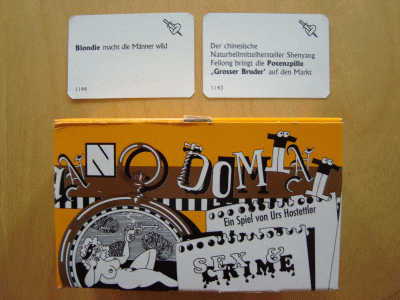 Blondie macht die Männer wild
1144
Der chinesische
Naturheilmittelhersteller Shenyang
Feilong bringt die Potenzpille
‚Grosser Bruder' auf den Markt
1143
ANNO DOMINI
Ein Spiel von Urs Hostettler
SEX &
CRIME